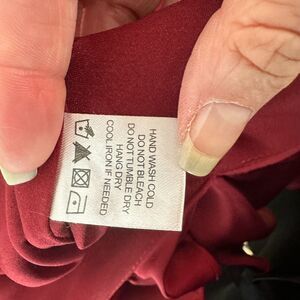 HAND WASH COLD
DO NOT BLEACH
DO NOT TUMBLE DRY
HANG DRY
COOL IRON IF NEEDED